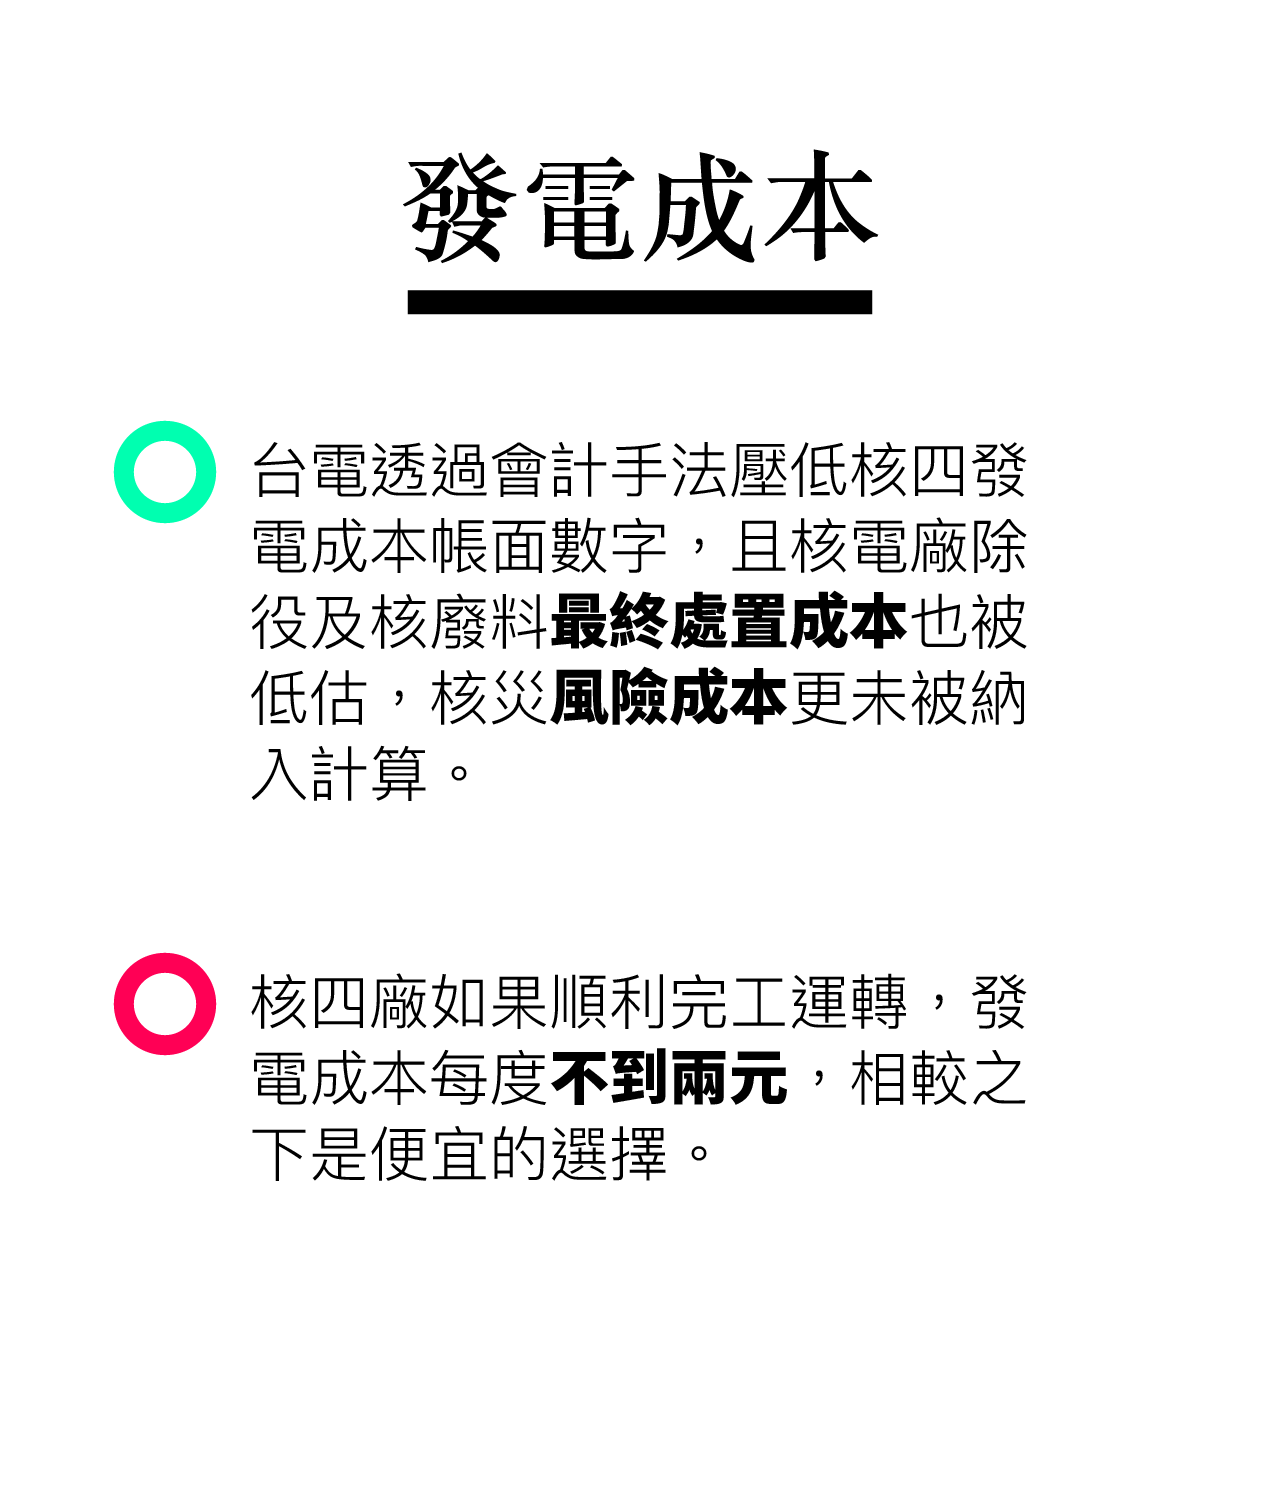 發電成本
台電透過會計手法壓低核四發
電成本帳面數字，且核電廠除
役及核廢料最終處置成本也被
低估，核災風險成本更未被納
入計算。
核四廠如果順利完工運轉，發
電成本每度不到兩元，相較之
下是便宜的選擇。